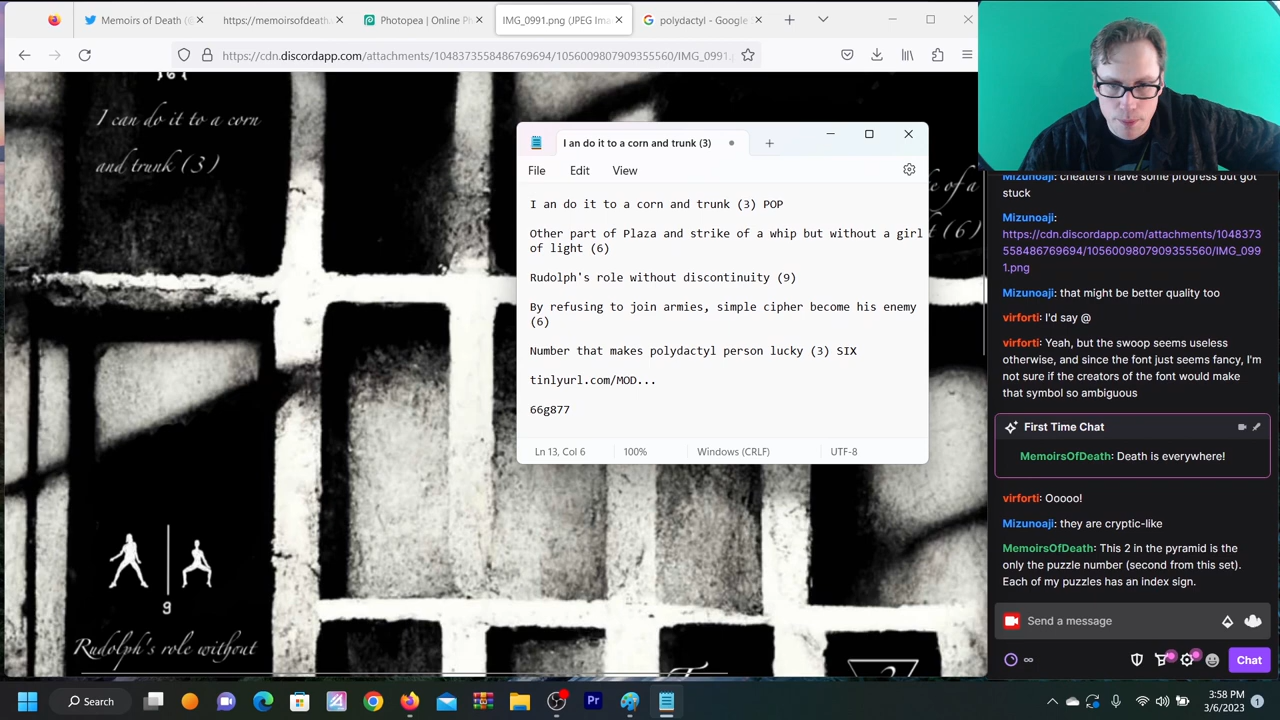 Memoirs of Death (@
https://memoirsofdeath.
Photopea | Online Ph
IMG_0991.png (JPEG Ima
polydactyl - Google S
https://cdn.discordapp.com/attachments/1048373558486769694/1056009807909355560/IMG_0991.p
I can do it to a corn
and trunk (3)
I an do it to a corn and trunk (3)
File
Edit
View
I an do it to a corn and trunk (3) POP
Other part of Plaza and strike of a whip but without a girl
of light (6)
Rudolph's role without discontinuity (9)
By refusing to join armies, simple cipher become his enemy
(6)
Number that makes polydactyl person lucky (3) SIX
tinlyurl.com/MOD...
66g877
Ln 13, Col 6
100%
Windows (CRLF)
UTF-8
9
Rudolph's role without
2
Mizunoaji: cheaters I have some progress but got
stuck
Mizunoaji:
https://cdn.discordapp.com/attachments/1048373
558486769694/1056009807909355560/IMG_099
1.png
Mizunoaji: that might be better quality too
virforti: I'd say @
virforti: Yeah, but the swoop seems useless
otherwise, and since the font just seems fancy, I'm
not sure if the creators of the font would make
that symbol so ambiguous
First Time Chat
MemoirsOfDeath: Death is everywhere!
virforti: Ooooo!
Mizunoaji: they are cryptic-like
MemoirsOfDeath: This 2 in the pyramid is the
only the puzzle number (second from this set).
Each of my puzzles has an index sign.
Send a message
Chat
Search
Pr
3:58 PM
3/6/2023
1